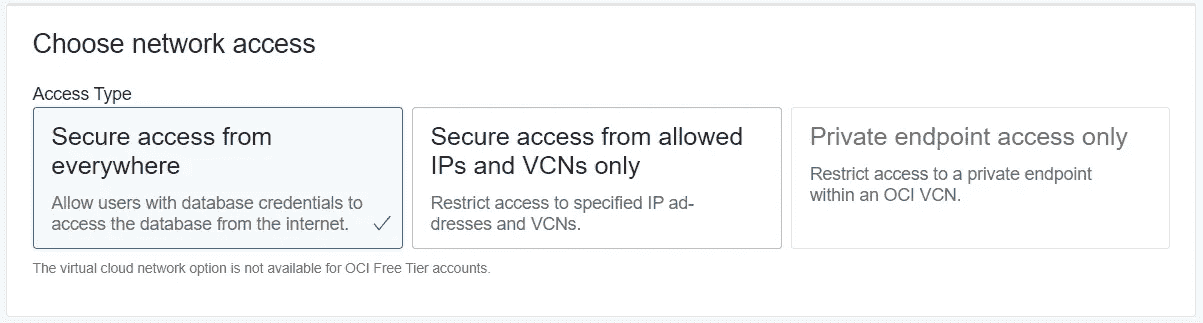 Choose network access
Access Type
Secure access from
everywhere
Allow users with database credentials to
access the database from the internet.
Secure access from allowed
IPs and VCNs only
Restrict access to specified IP ad-
dresses and VCNs.
Private endpoint access only
Restrict access to a private endpoint
within an OCI VCN.
The virtual cloud network option is not available for OCI Free Tier accounts.